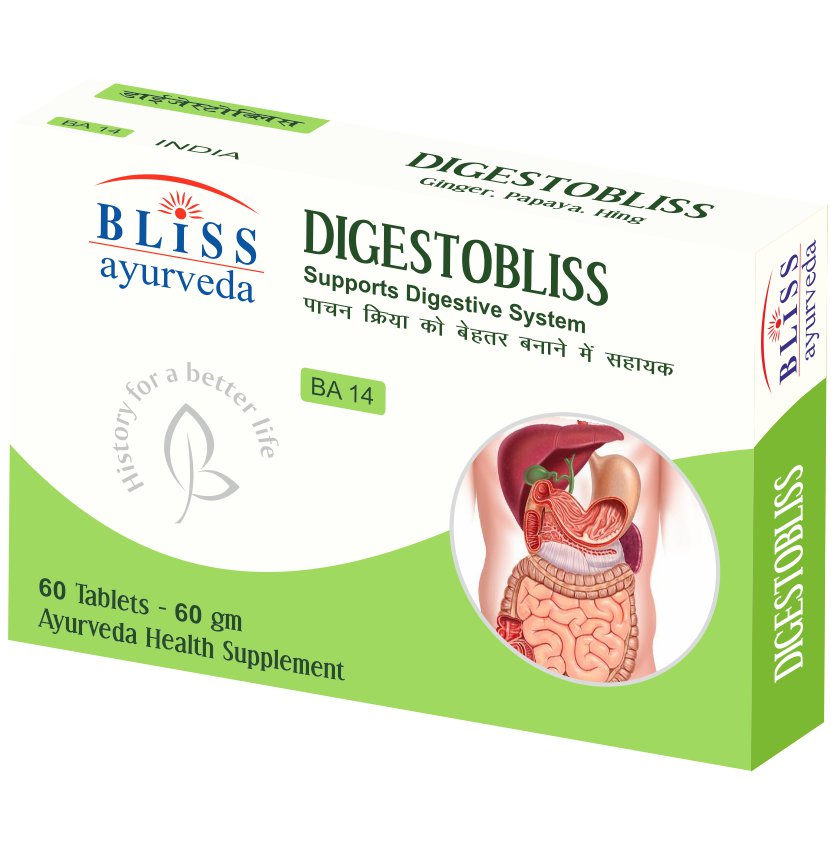 डाईजेस्टोब्लिस
BA 14
INDIA
DIGESTOBLISS
Ginger, Papaya, Hing
BLiSS
ayurveda
DIGESTOBLISS
Supports Digestive System
पाचन क्रिया को बेहतर बनाने में सहायक
BA 14
History for a better life
60 Tablets - 60 gm
Ayurveda Health Supplement
BLiSS
ayurveda
DIGESTOBLISS